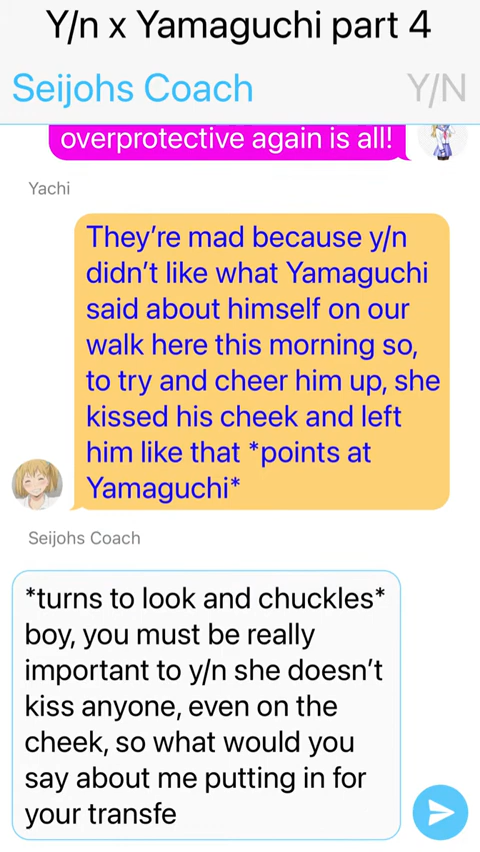 Y/n x Yamaguchi part 4
Seijohs Coach Y/N
overprotective again is all!
Yachi
They’re mad because y/n
didn’t like what Yamaguchi
said about himself on our
walk here this morning so,
to try and cheer him up, she
kissed his cheek and left
him like that *points at
Yamaguchi*
Seijohs Coach
*turns to look and chuckles*
boy, you must be really
important to y/n she doesn’t
kiss anyone, even on the
cheek, so what would you
say about me putting in for
your transfe